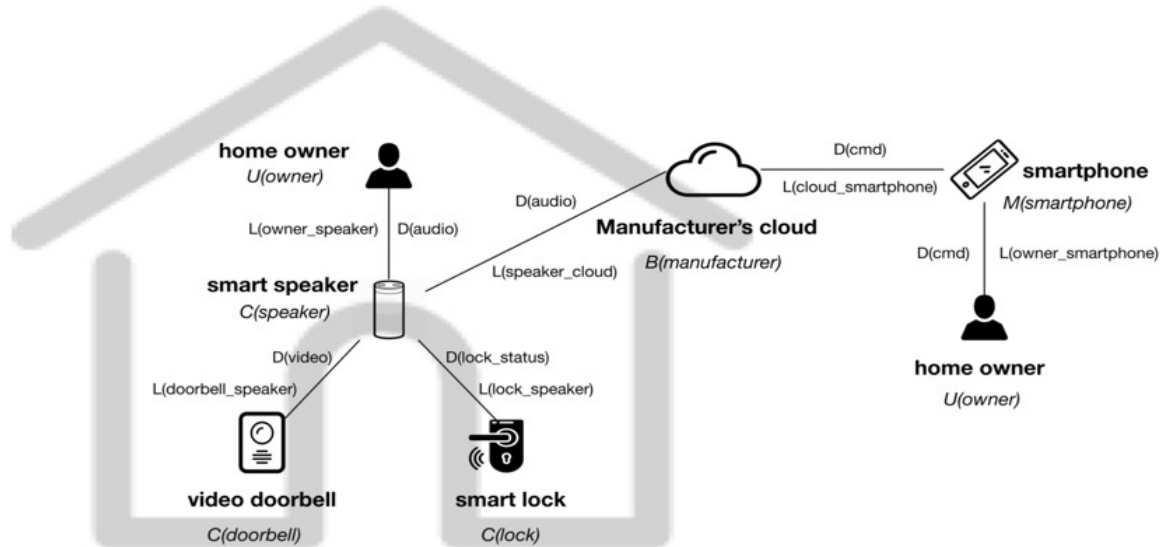 home owner
U(owner)
L(owner_speaker)
D(audio)
smart speaker
C(speaker)
D(video)
D(lock_status)
L(doorbell_speaker)
L(lock_speaker)
video doorbell
C(doorbell)
smart lock
C(lock)
D(audio)
L(speaker_cloud)
Manufacturer's cloud
B(manufacturer)
D(cmd)
L(cloud_smartphone)
smartphone
M(smartphone)
D(cmd)
L(owner_smartphone)
home owner
U(owner)